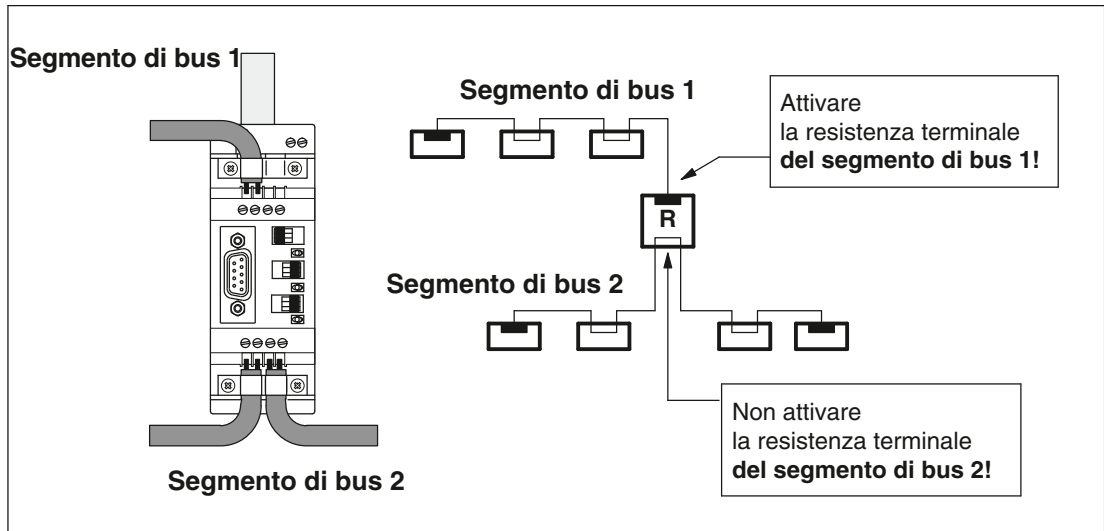 Segmento di bus 1
Segmento di bus 1
Attivare
la resistenza terminale
del segmento di bus 1!
R
Segmento di bus 2
Non attivare
la resistenza terminale
del segmento di bus 2!
Segmento di bus 2